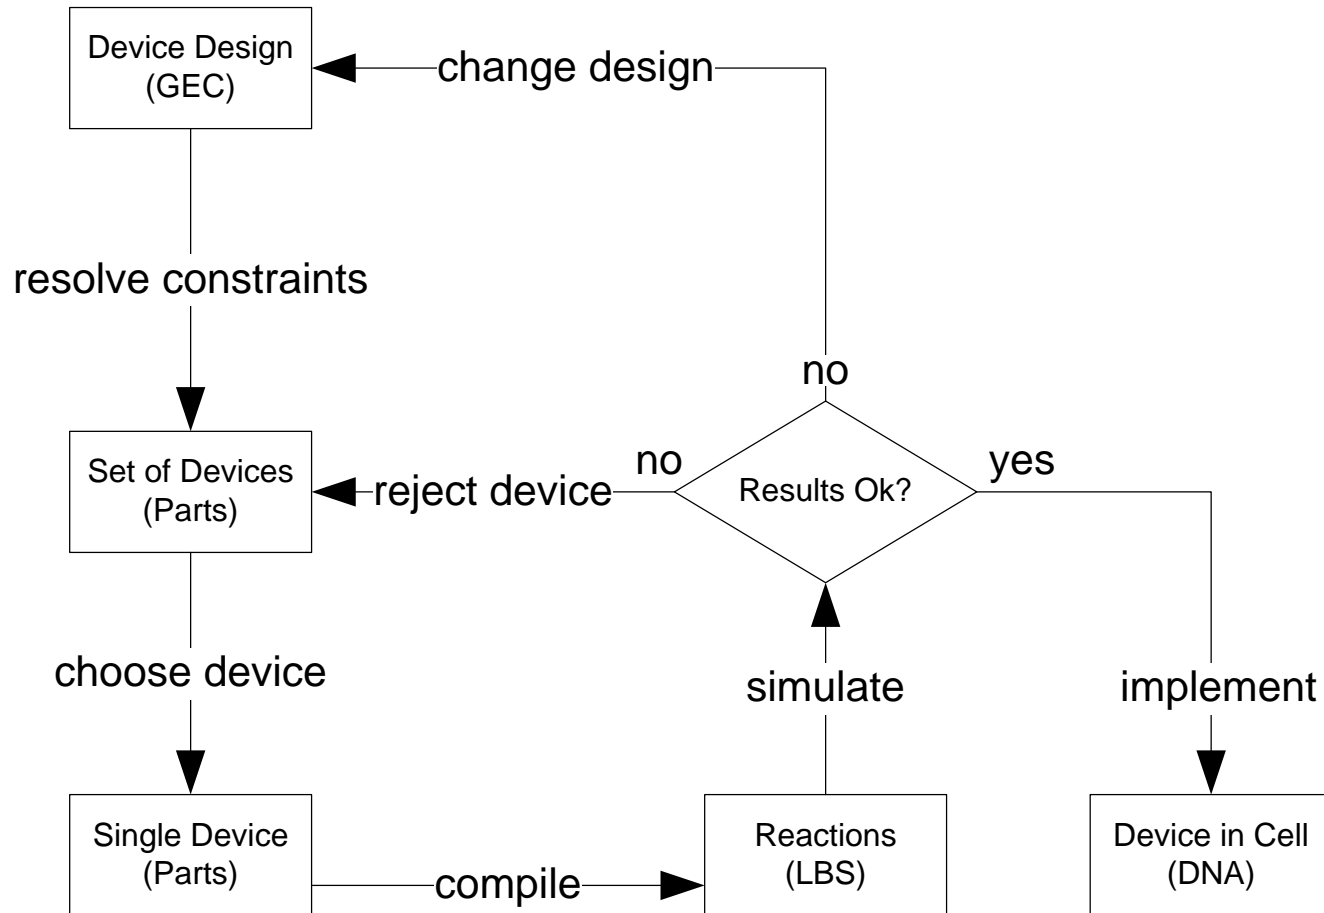 Device Design
(GEC)
change design
resolve constraints
no
Set of Devices
(Parts)
reject device
no
Results Ok?
yes
choose device
simulate
implement
Single Device
(Parts)
compile
Reactions
(LBS)
Device in Cell
(DNA)